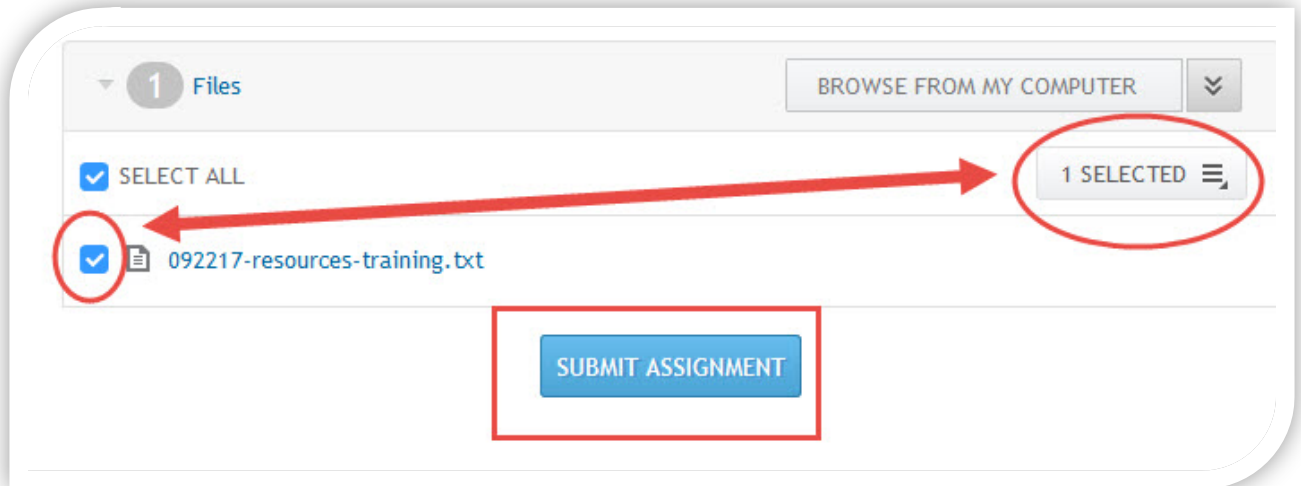 1 Files
BROWSE FROM MY COMPUTER
SELECT ALL
1 SELECTED
092217-resources-training.txt
SUBMIT ASSIGNMENT